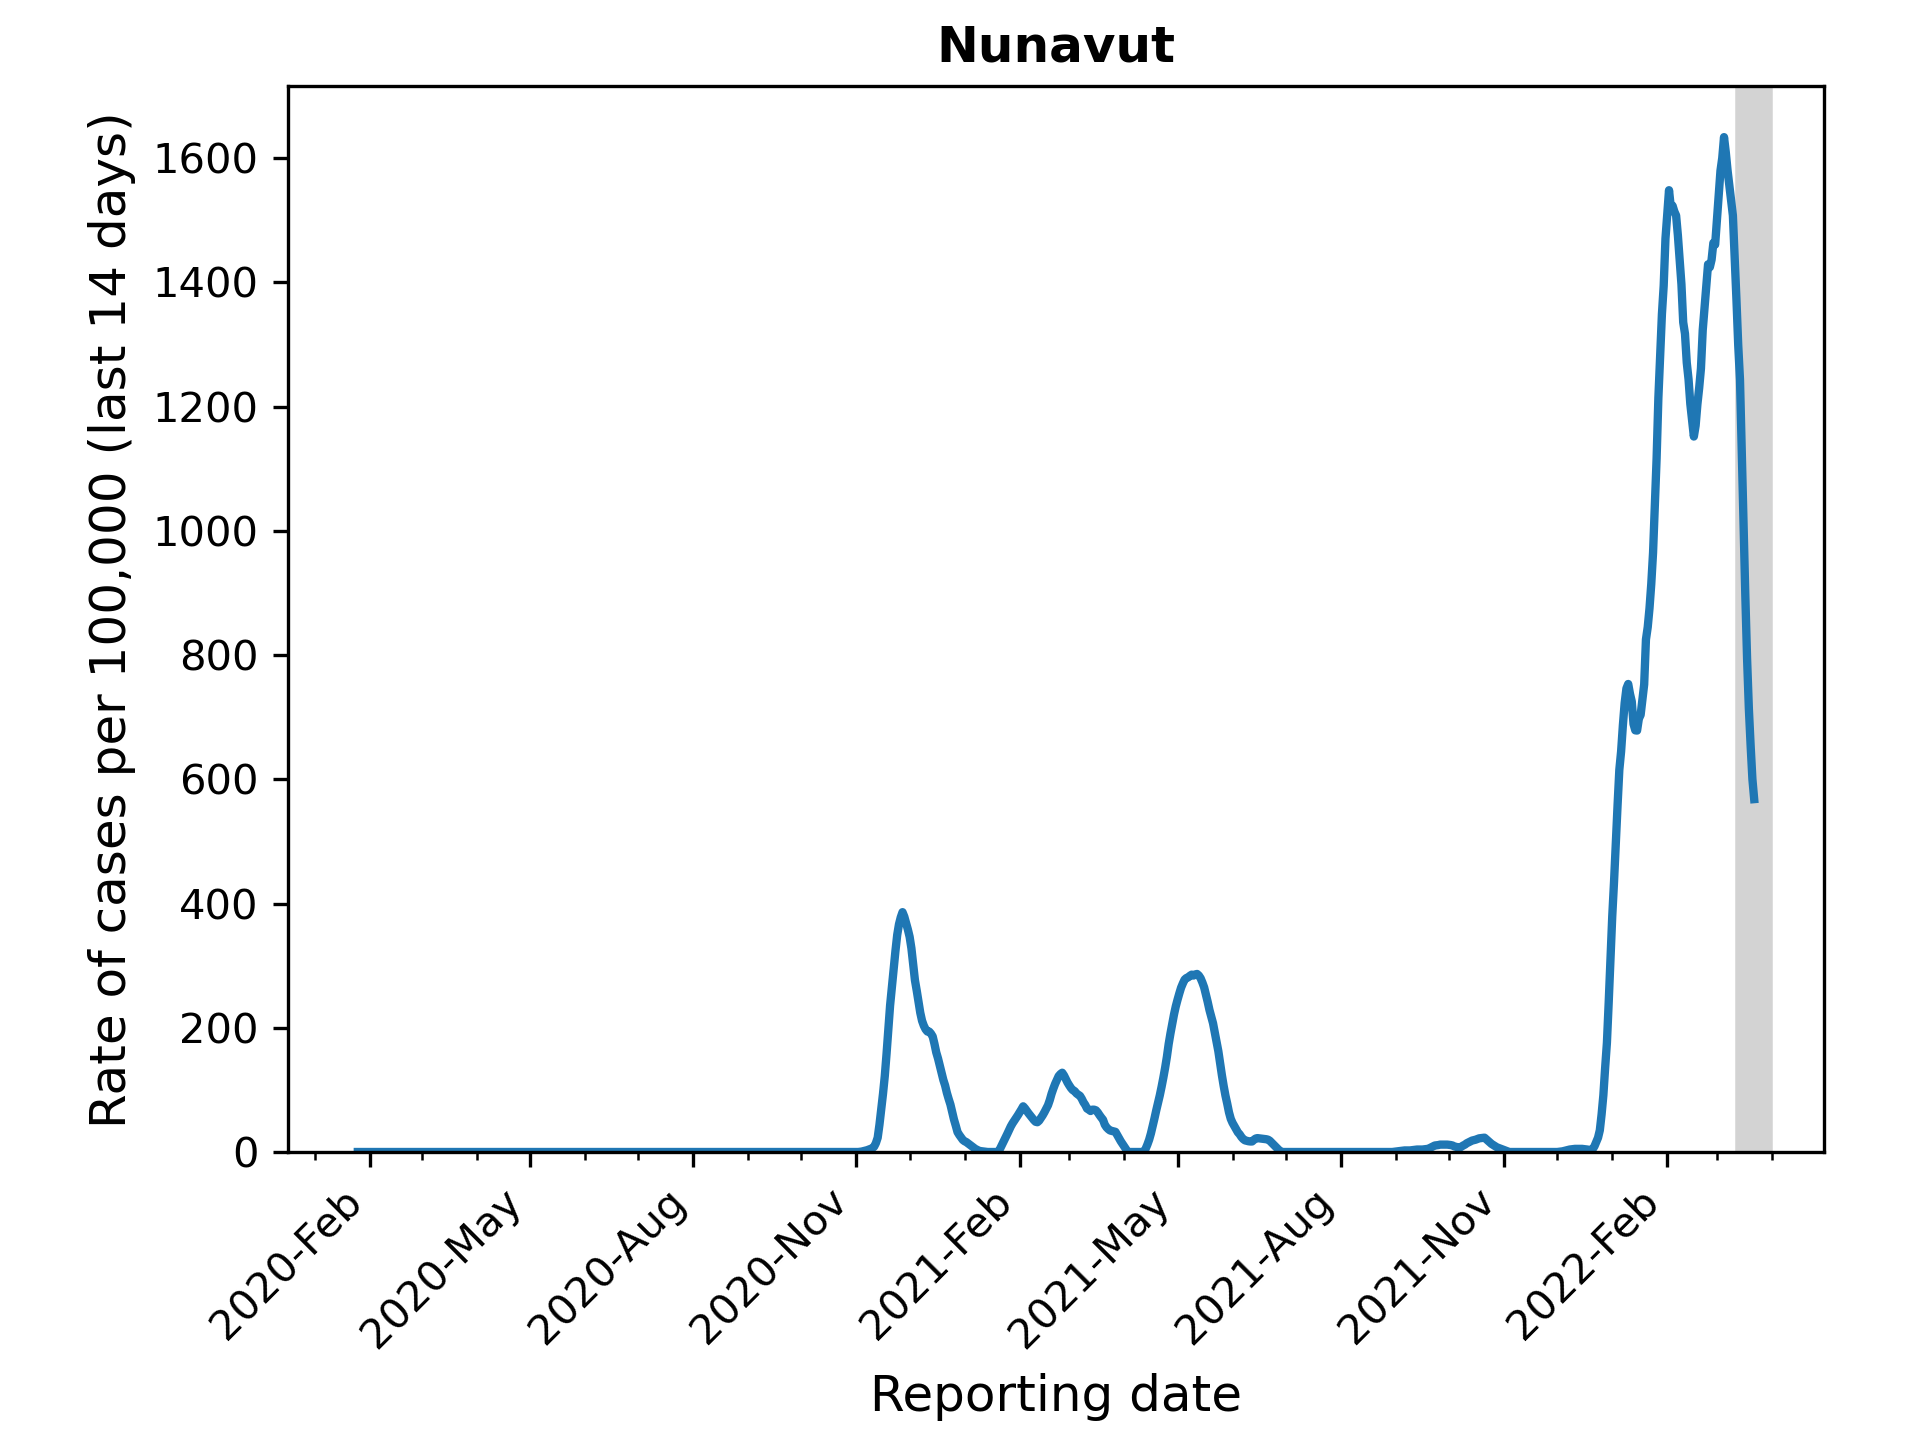 Nunavut
Rate of cases per 100,000 (last 14 days)
1600
1400
1200
1000
800
600
400
200
0
2020-Feb
2020-May
2020-Aug
2020-Nov
2021-Feb
2021-May
2021-Aug
2021-Nov
2022-Feb
Reporting date